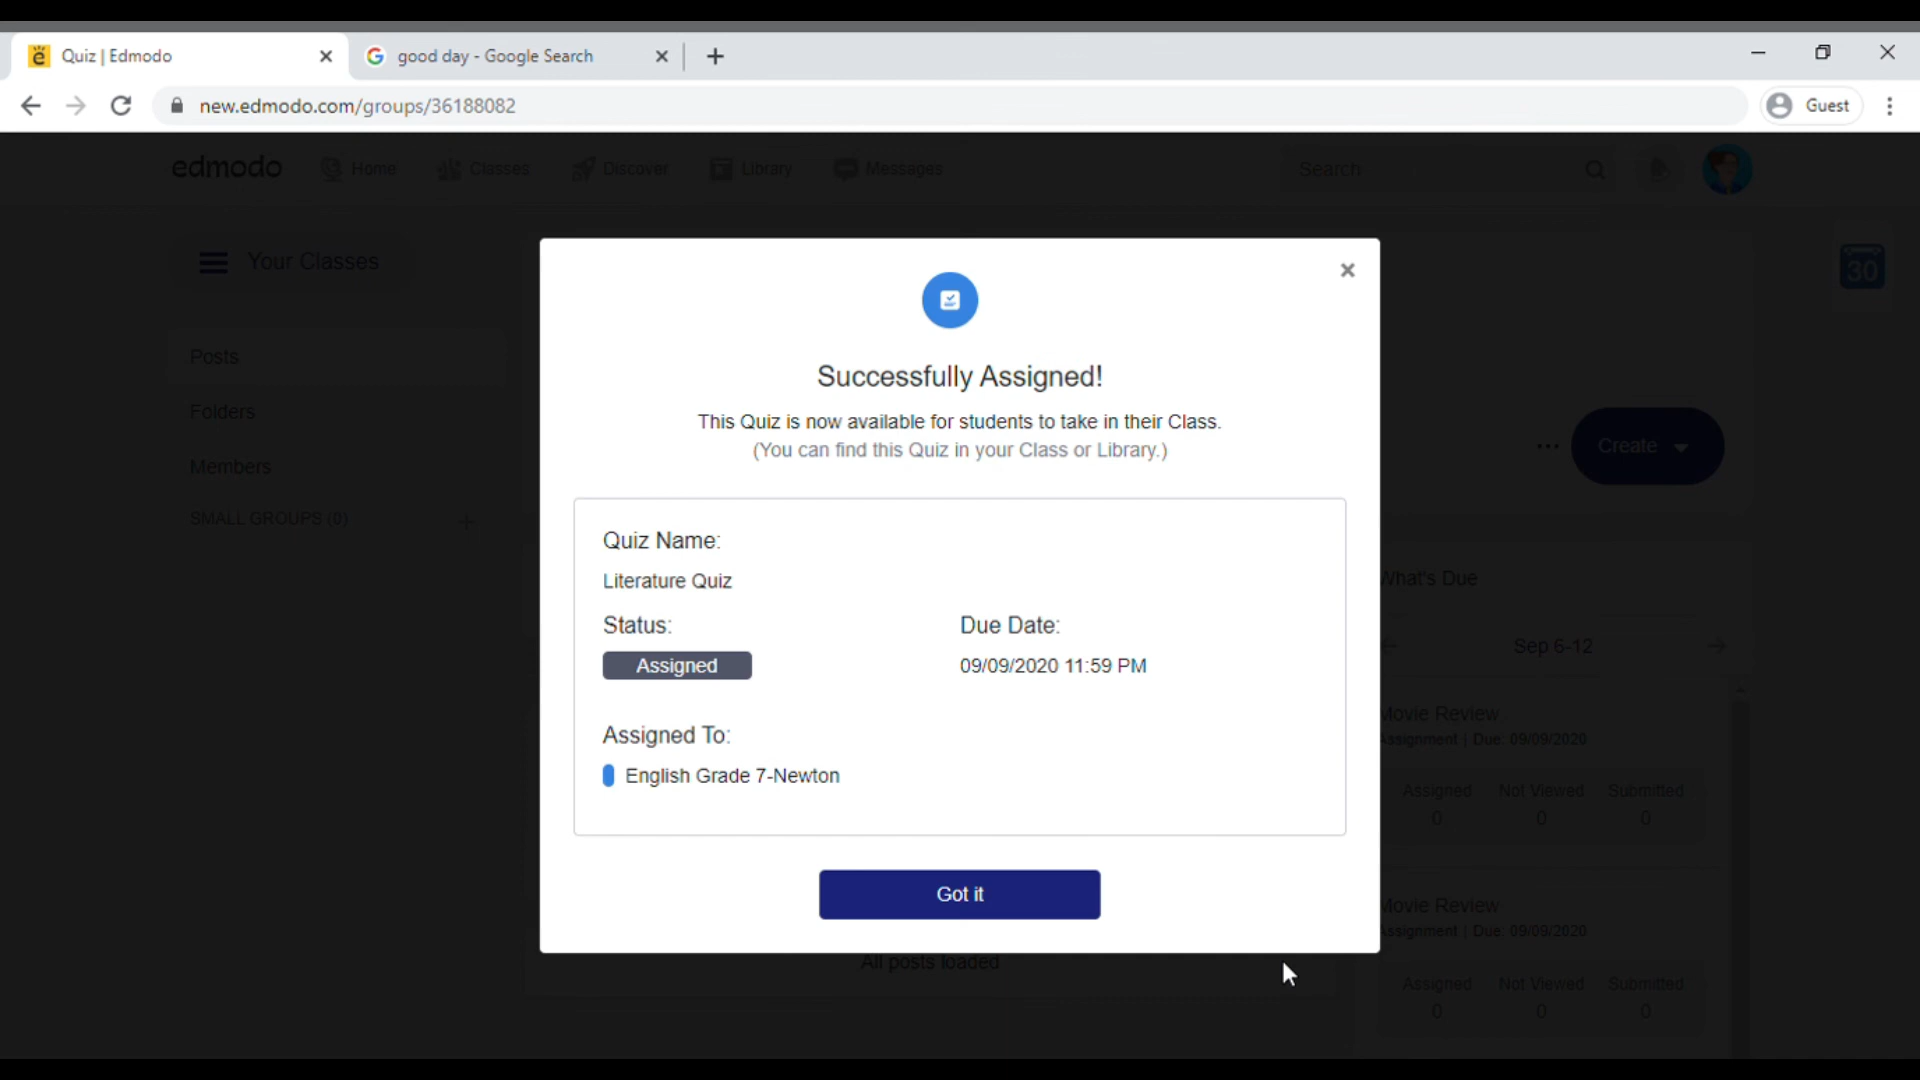 Quiz | Edmodo
good day - Google Search
new.edmodo.com/groups/36188082
Guest
edmodo
Home
Classes
Discover
Library
Messages
Search
Your Classes
30
Posts
Folders
Members
SMALL GROUPS (0)
Create
Successfully Assigned!
This Quiz is now available for students to take in their Class.
(You can find this Quiz in your Class or Library.)
Quiz Name:
Literature Quiz
Status:
Due Date:
Assigned
09/09/2020 11:59 PM
Assigned To:
English Grade 7-Newton
Got it
All posts loaded
What's Due
Sep 6-12
Movie Review
Assignment | Due: 09/09/2020
Assigned Not Viewed Submitted
0 0 0
Movie Review
Assignment | Due: 09/09/2020
Assigned Not Viewed Submitted
0 0 0